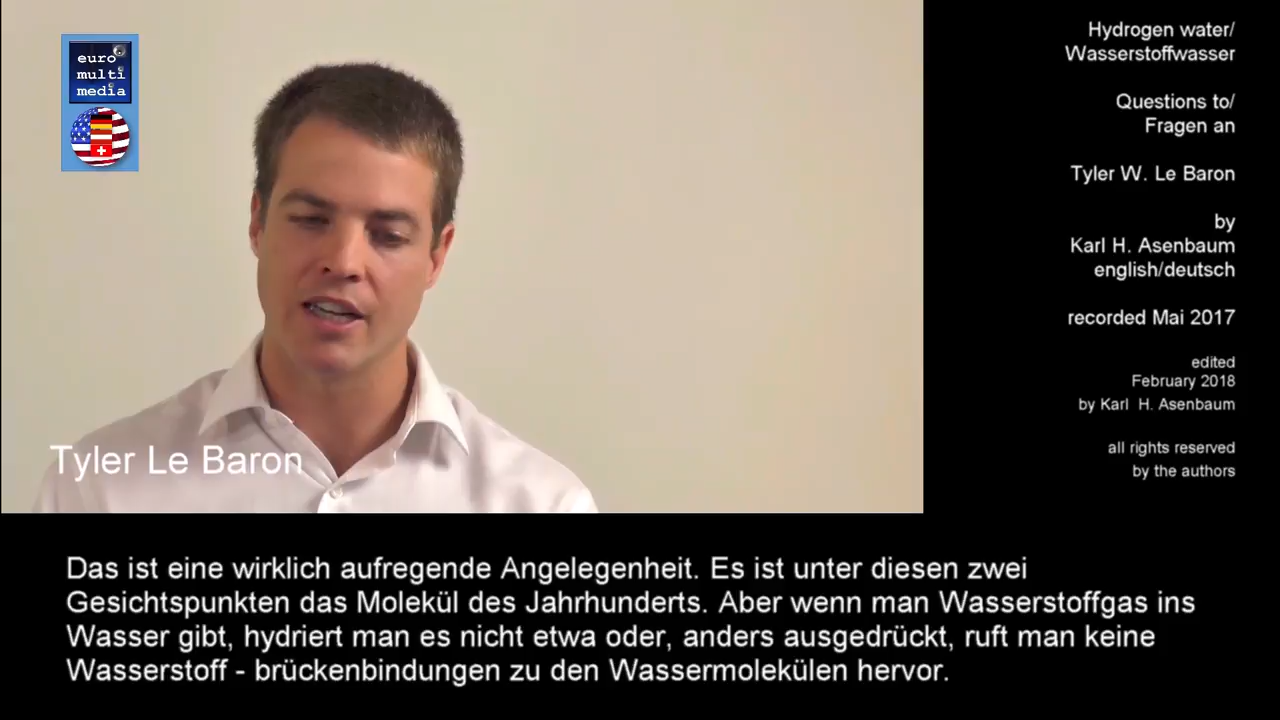 euro
multi
media
Hydrogen water/
Wasserstoffwasser
Questions to/
Fragen an
Tyler W. Le Baron
by
Karl H. Asenbaum
english/deutsch
recorded Mai 2017
edited
February 2018
by Karl H. Asenbaum
all rights reserved
by the authors
Tyler Le Baron
Das ist eine wirklich aufregende Angelegenheit. Es ist unter diesen zwei
Gesichtspunkten das Molekül des Jahrhunderts. Aber wenn man Wasserstoffgas ins
Wasser gibt, hydriert man es nicht etwa oder, anders ausgedrückt, ruft man keine
Wasserstoff - brückenbindungen zu den Wassermolekülen hervor.